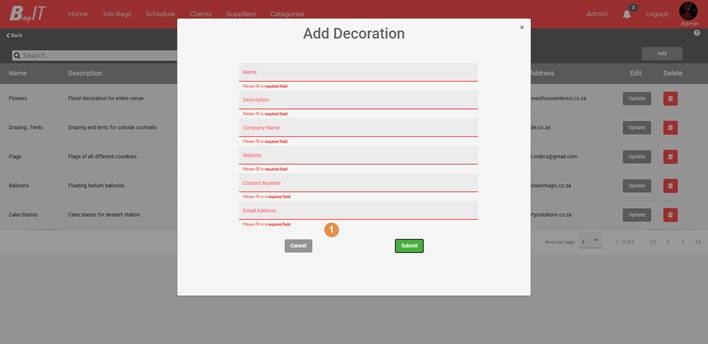 BagIT Home Job Bags Schedule Clients Suppliers Categories Admin 3 Logout Admin
Back
Search.
Add
Name Description Address Edit Delete
Flowers Floral decoration for entire venue westhouseinterior.co.za Update
Draping_Tents Draping and tents for outside cocktails de.co.za Update
Flags Flags of all different countries .orders@gmail.com Update
Balloons Floating helium balloons sheermagic.co.za Update
Cake Stands Cake stands for dessert station rtysolutions.co.za Update
Items per page: 5 1 – 5 of 5
×
Add Decoration
Name
Please fill in required field
Description
Please fill in required field
Company Name
Please fill in required field
Website
Please fill in required field
Contact Number
Please fill in a required field
Email Address
Please fill in a required field
1
Cancel Submit